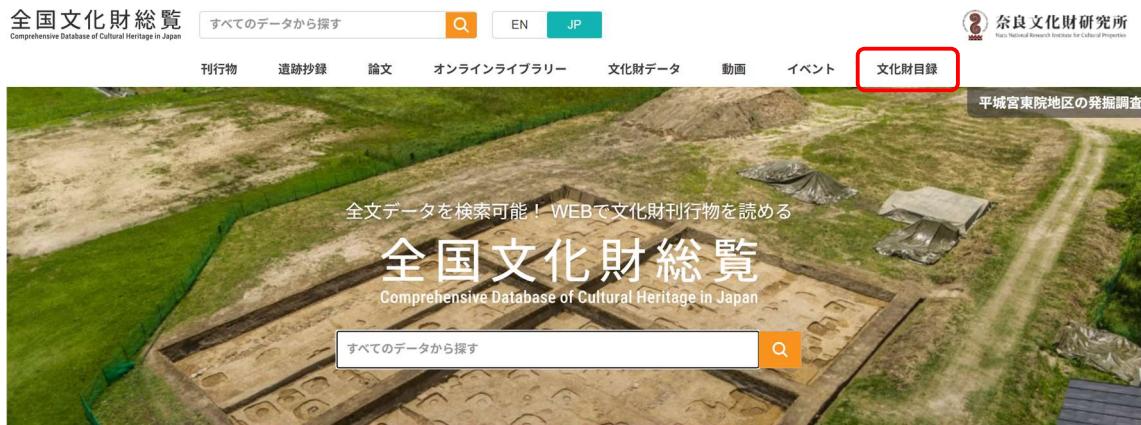 全国文化財総覧
Comprehensive Database of Cultural Heritage in Japan
すべてのデータから探す
EN
JP
奈良文化財研究所
Nara National Research Institute for Cultural Properties
刊行物
遺跡抄録
論文
オンラインライブラリー
文化財データ
動画
イベント
文化財目録
平城宮東院地区の発掘調査
全文データを検索可能！ WEBで文化財刊行物を読める
全国文化財総覧
Comprehensive Database of Cultural Heritage in Japan
すべてのデータから探す